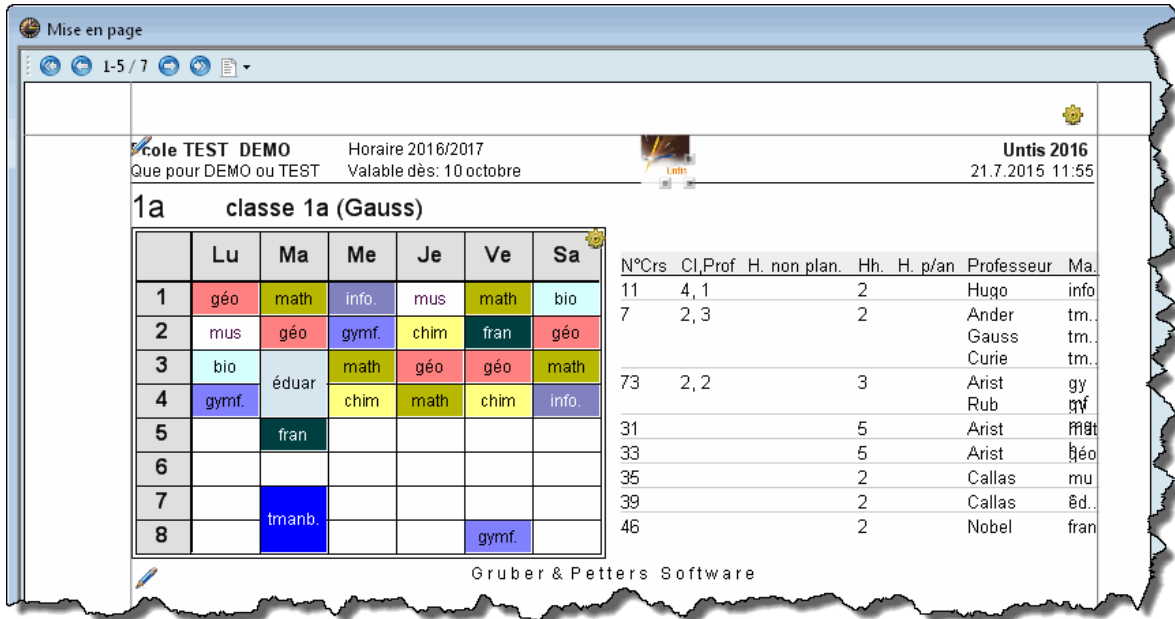 Mise en page
1-5 / 7
École TEST DEMO Horaire 2016/2017 Untis 2016
Que pour DEMO ou TEST Valable dès: 10 octobre Untis 21.7.2015 11:55
1a classe 1a (Gauss)
Lu Ma Me Je Ve Sa
1 géo math info. mus math bio
2 mus géo gymf. chim fran géo
3 bio éduar math géo géo math
4 gymf. chim math chim info.
5 fran
6
7 tmanb.
8 gymf.
N°Crs Cl,Prof H. non plan. Hh. H. p/an Professeur Ma.
11 4, 1 2 Hugo info
7 2, 3 2 Ander tm..
Gauss tm..
Curie tm..
73 2, 2 3 Arist gy
Rub
31 5 Arist
33 5 Arist géo
35 2 Callas mu
39 2 Callas éd..
46 2 Nobel fran
Gruber & Petters Software